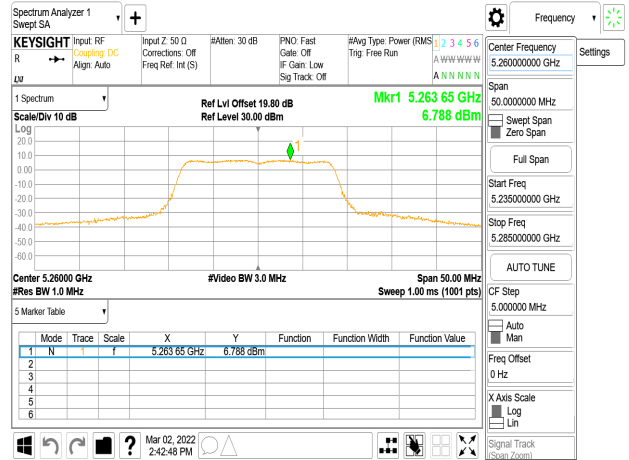 Spectrum Analyzer 1
Swept SA
Frequency
KEYSIGHT
R
LXI
Input: RF
Coupling: DC
Align: Auto
Input Z: 50 Ω
Corrections: Off
Freq Ref: Int (S)
#Atten: 30 dB
PNO: Fast
Gate: Off
IF Gain: Low
Sig Track: Off
#Avg Type: Power (RMS
Trig: Free Run
1 2 3 4 5 6
A W W W W W
A N N N N N
1 Spectrum
Scale/Div 10 dB
Ref Lvl Offset 19.80 dB
Ref Level 30.00 dBm
Mkr1 5.263 65 GHz
6.788 dBm
Log
20.0
10.0
0.00
-10.0
-20.0
-30.0
-40.0
-50.0
-60.0
1
Center 5.26000 GHz
#Res BW 1.0 MHz
#Video BW 3.0 MHz
Span 50.00 MHz
Sweep 1.00 ms (1001 pts)
5 Marker Table
Mode Trace Scale X Y Function Function Width Function Value
1 N 1 f 5.263 65 GHz 6.788 dBm
2
3
4
5
6
Mar 02, 2022
2:42:48 PM
?
Center Frequency
5.260000000 GHz
Settings
Span
50.0000000 MHz
Swept Span
Zero Span
Full Span
Start Freq
5.235000000 GHz
Stop Freq
5.285000000 GHz
AUTO TUNE
CF Step
5.000000 MHz
Auto
Man
Freq Offset
0 Hz
X Axis Scale
Log
Lin
Signal Track
(Span Zoom)